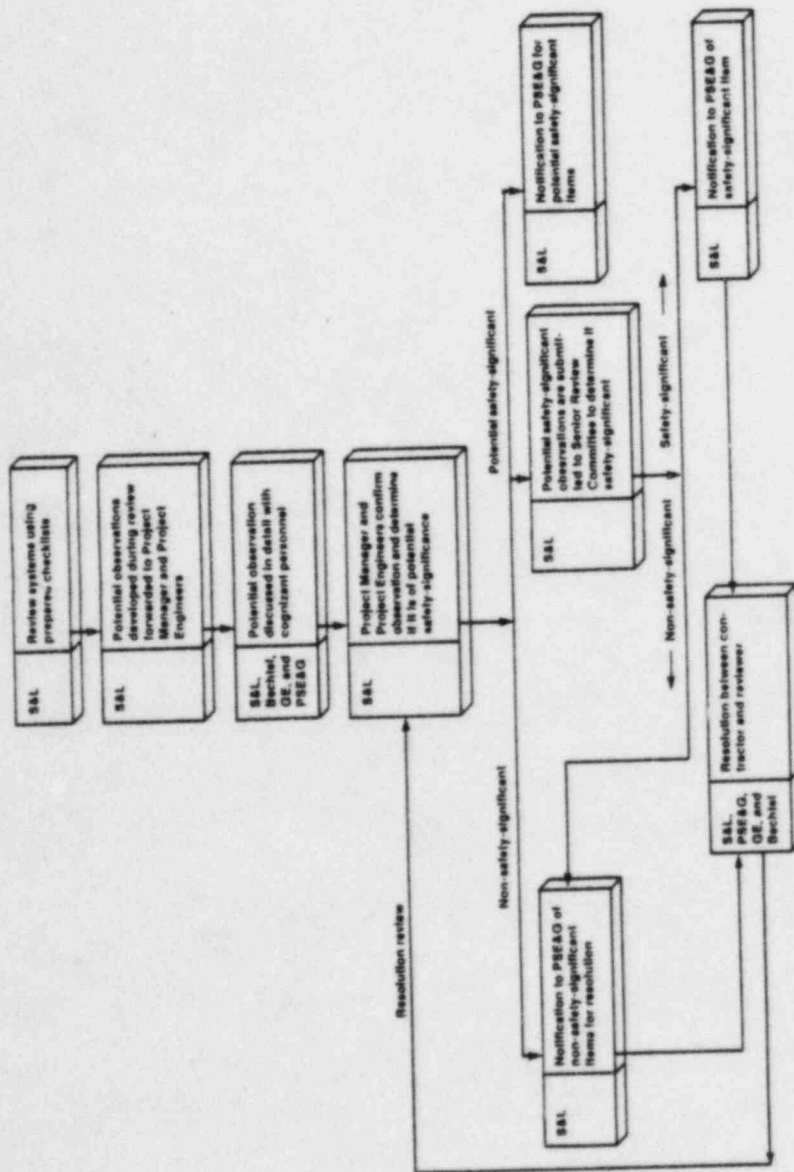 S&L
Review systems using
prepared checklists
S&L
Potential observations
developed during review
forwarded to Project
Manager and Project
Engineers
S&L,
Bechtel,
GE, and
PSE&G
Potential observation
discussed in detail with
cognizant personnel
S&L
Project Manager and
Project Engineers confirm
observation and determine
if it is of potential
safety significance
Resolution review
Non-safety-significant
Potential safety-significant
S&L
Notification to PSE&G of
non-safety-significant
items for resolution
S&L
Potential safety-significant
observations are submit-
ted to Senior Review
Committee to determine if
safety significant
S&L
Notification to PSE&G for
potential safety-significant
items
Non-safety-significant
Safety-significant
S&L,
PSE&G,
GE, and
Bechtel
Resolution between con-
tractor and reviewer
S&L
Notification to PSE&G of
safety-significant item